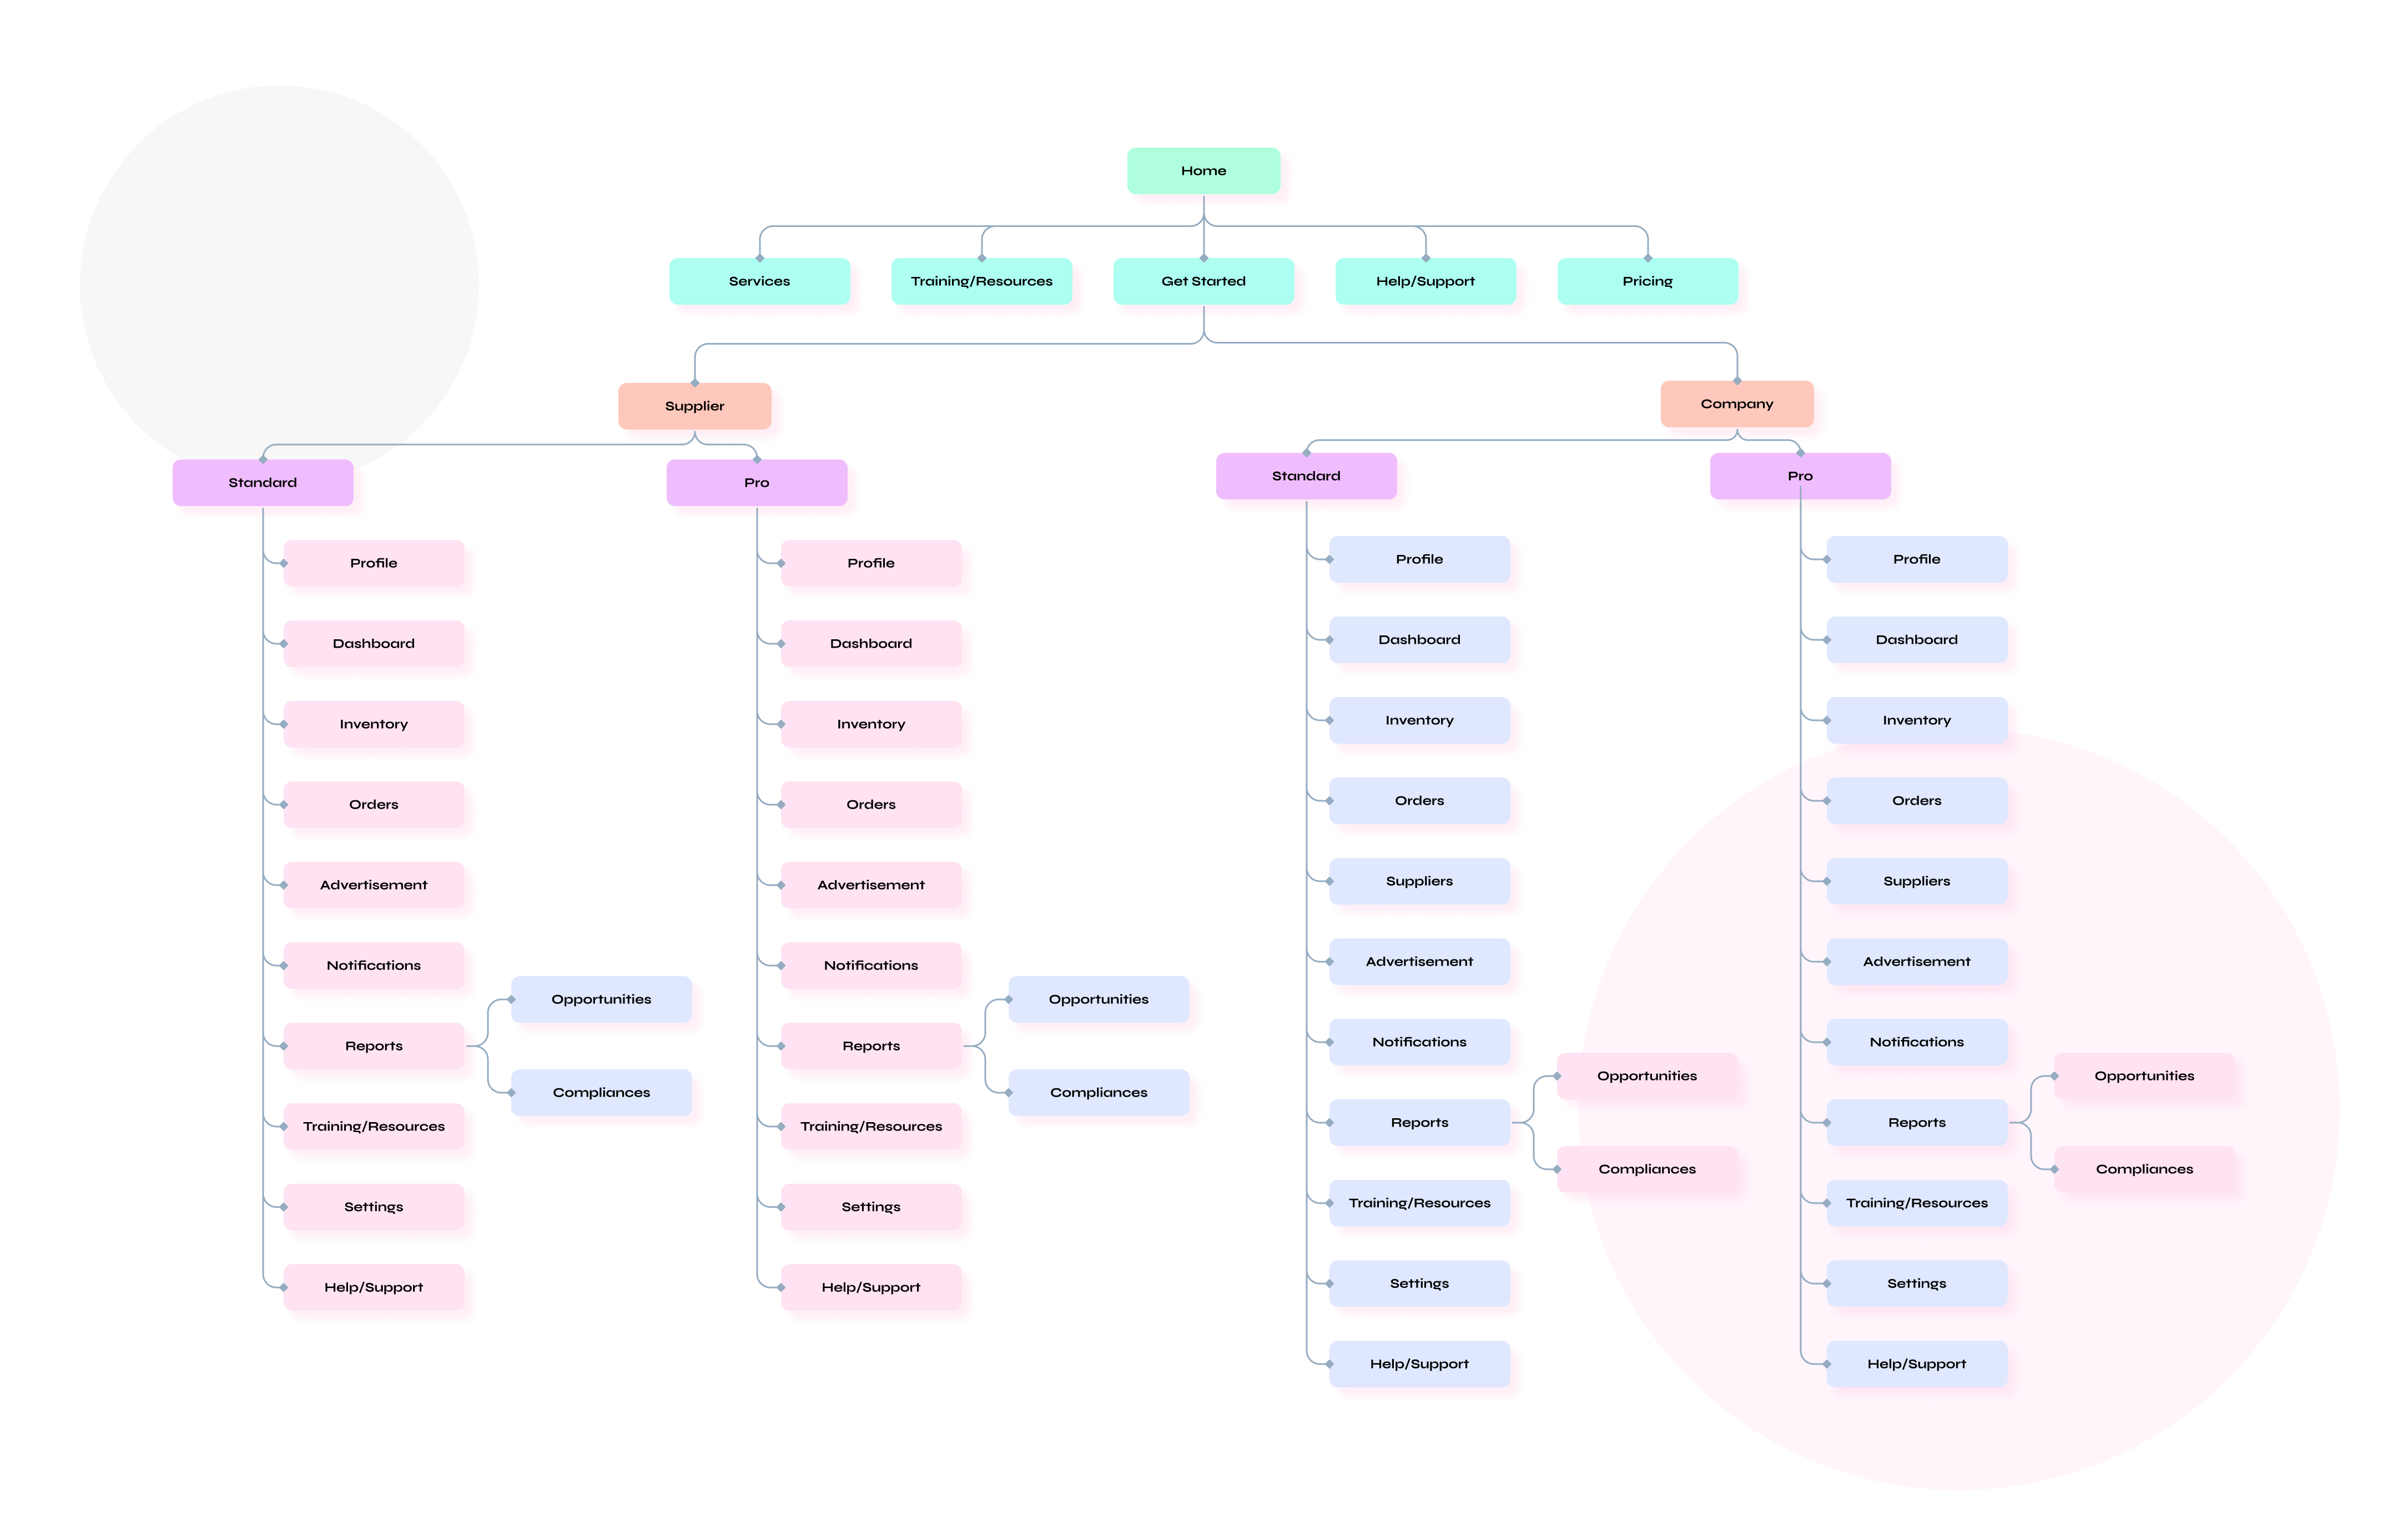 Home
Services
Training/Resources
Get Started
Help/Support
Pricing
Supplier
Company
Standard
Pro
Standard
Pro
Profile
Dashboard
Inventory
Orders
Advertisement
Notifications
Reports
Opportunities
Compliances
Training/Resources
Settings
Help/Support
Profile
Dashboard
Inventory
Orders
Advertisement
Notifications
Reports
Opportunities
Compliances
Training/Resources
Settings
Help/Support
Profile
Dashboard
Inventory
Orders
Suppliers
Advertisement
Notifications
Reports
Opportunities
Compliances
Training/Resources
Settings
Help/Support
Profile
Dashboard
Inventory
Orders
Suppliers
Advertisement
Notifications
Reports
Opportunities
Compliances
Training/Resources
Settings
Help/Support